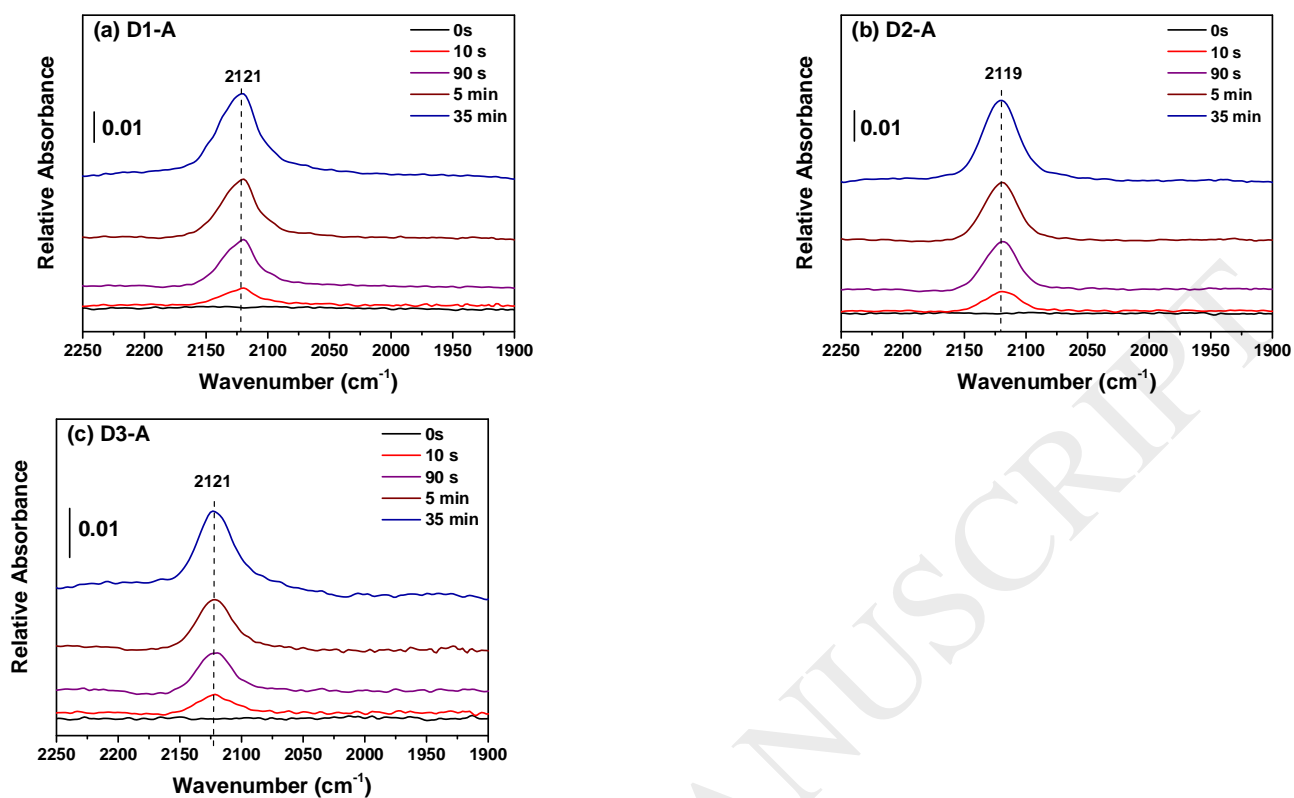 (a) D1-A
0s
10 s
90 s
5 min
35 min
2121
0.01
Relative Absorbance
2250 2200 2150 2100 2050 2000 1950 1900
Wavenumber (cm⁻¹)
(b) D2-A
0s
10 s
90 s
5 min
35 min
2119
0.01
Relative Absorbance
2250 2200 2150 2100 2050 2000 1950 1900
Wavenumber (cm⁻¹)
(c) D3-A
0s
10 s
90 s
5 min
35 min
2121
0.01
Relative Absorbance
2250 2200 2150 2100 2050 2000 1950 1900
Wavenumber (cm⁻¹)
ANUSCRIPT